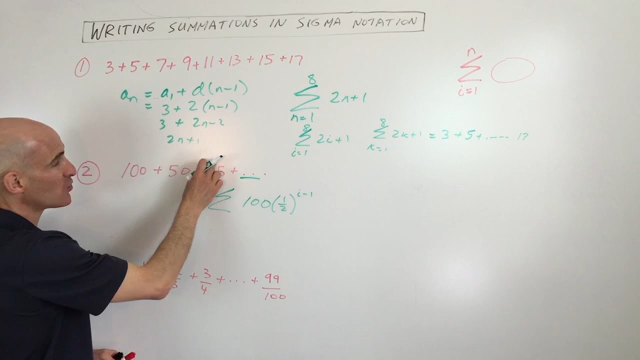 WRITING SUMMATIONS IN SIGMA NOTATION
① 3+5+7+9+11+13+15+17
aₙ = a₁ + d(n-1)
= 3 + 2(n-1)
3 + 2n-2
2n+1
8 Σ n=1 2n+1
8 Σ i=1 2i+1
8 Σ k=1 2k+1 = 3+5+...... 17
n Σ i=1
② 100 + 50 + ...
Σ 100(1/2)^(i-1)
+ 3/4 + ... + 99/100